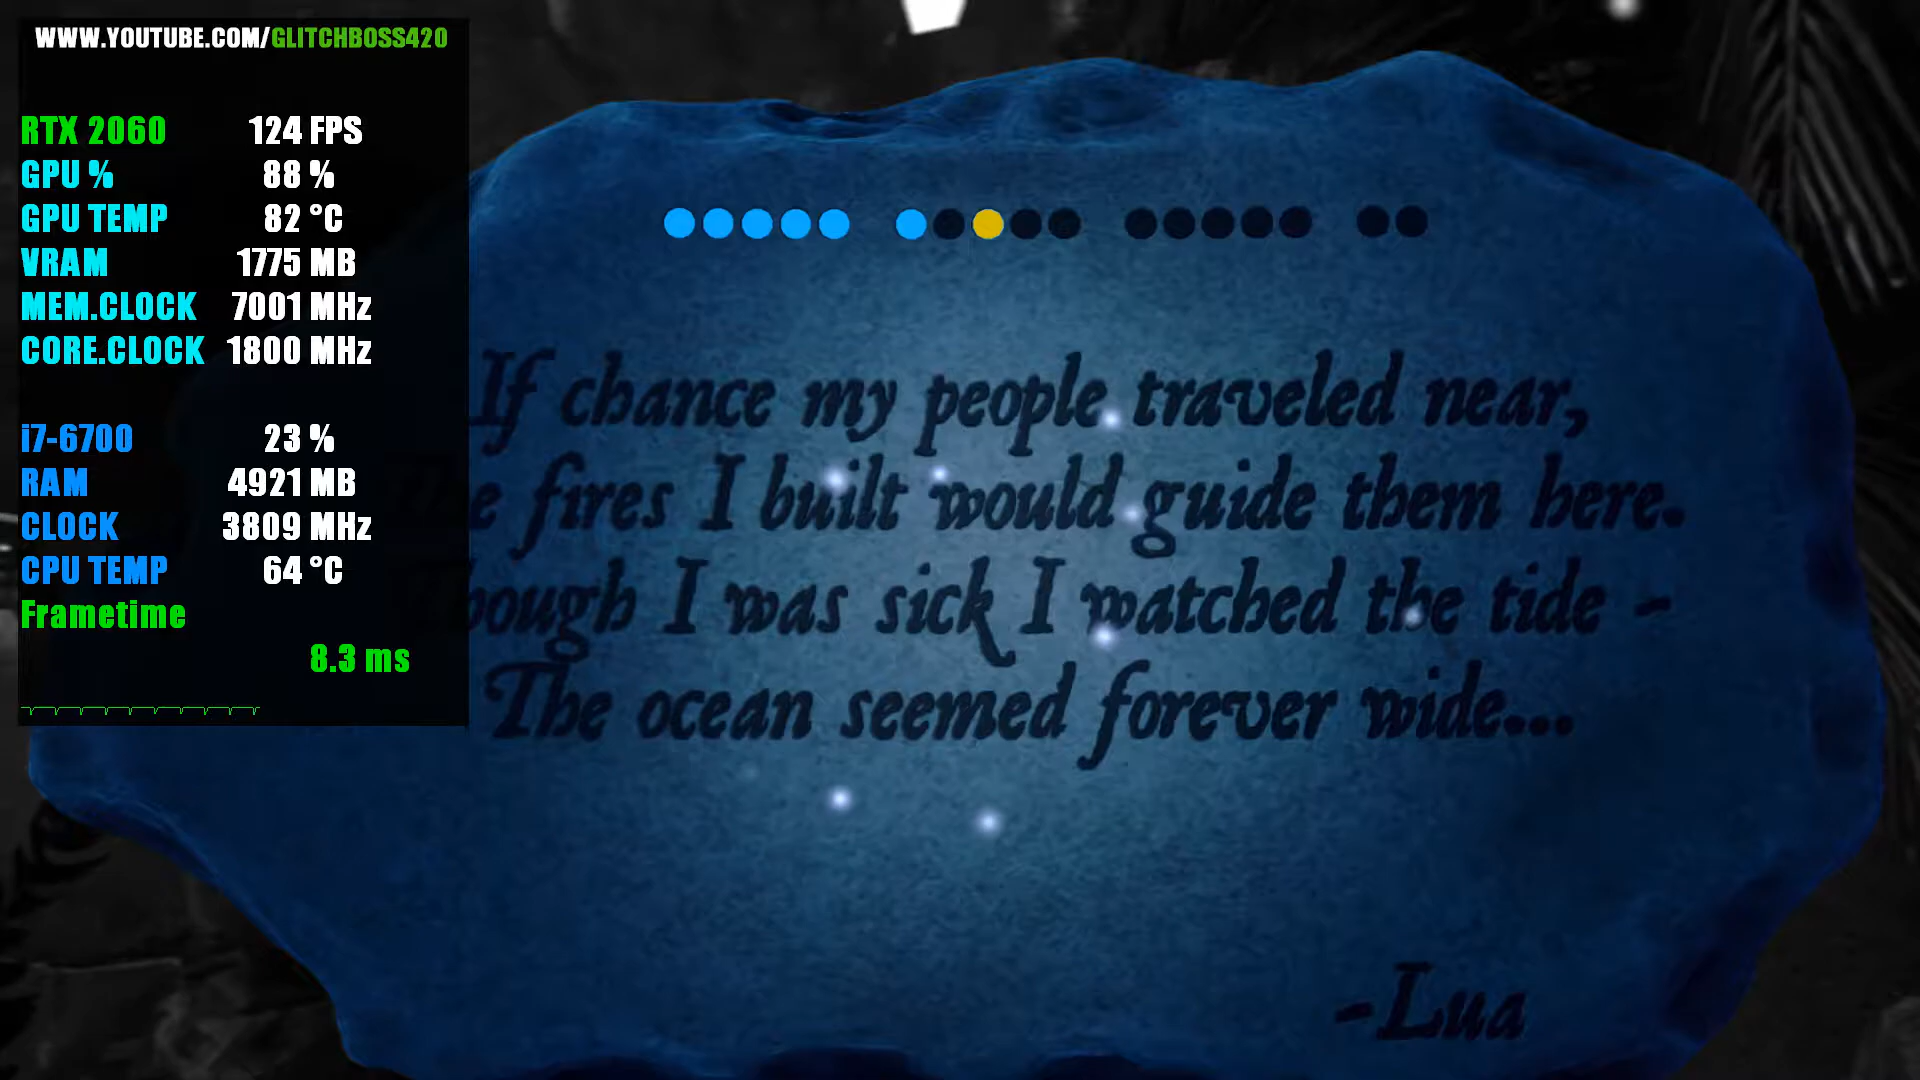 WWW.YOUTUBE.COM/GLITCHBOSS420
RTX 2060 124 FPS
GPU % 88 %
GPU TEMP 82 °C
VRAM 1775 MB
MEM.CLOCK 7001 MHz
CORE.CLOCK 1800 MHz
i7-6700 23 %
RAM 4921 MB
CLOCK 3809 MHz
CPU TEMP 64 °C
Frametime
8.3 ms
If chance my people traveled near,
The fires I built would guide them here.
Though I was sick I watched the tide -
The ocean seemed forever wide...
-Lua